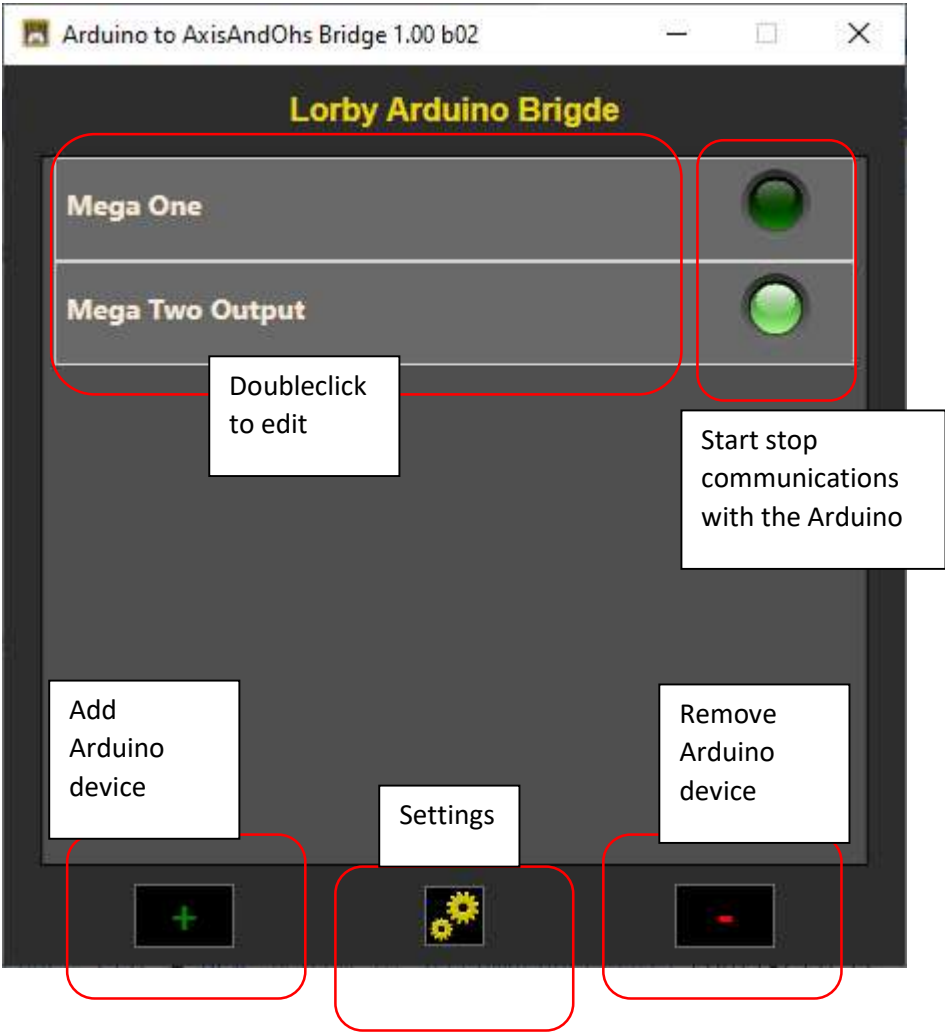 Arduino to AxisAndOhs Bridge 1.00 b02
Lorby Arduino Brigde
Mega One
Mega Two Output
Doubleclick
to edit
Start stop
communications
with the Arduino
Add
Arduino
device
Settings
Remove
Arduino
device
+
-